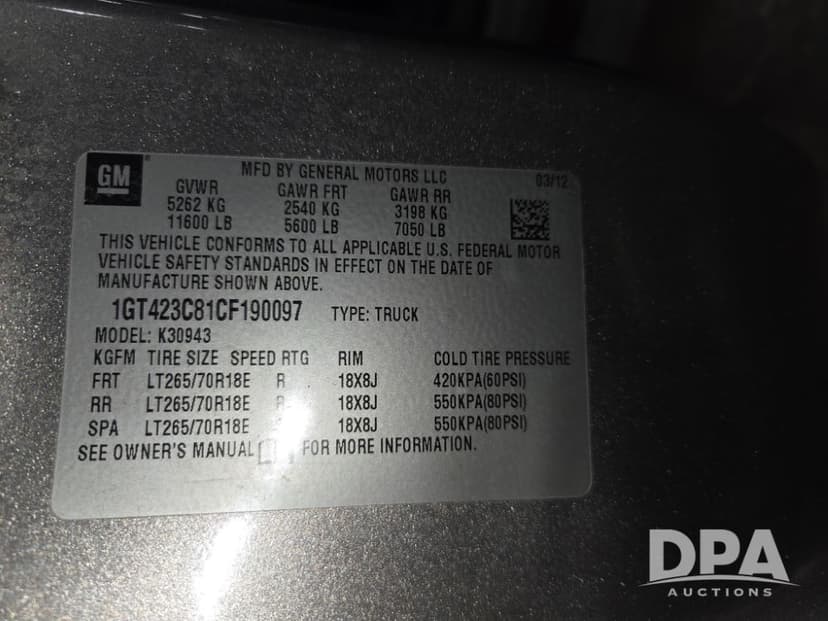 GM
MFD BY GENERAL MOTORS LLC 03/12
GVWR GAWR FRT GAWR RR
5262 KG 2540 KG 3198 KG
11600 LB 5600 LB 7050 LB
THIS VEHICLE CONFORMS TO ALL APPLICABLE U.S. FEDERAL MOTOR
VEHICLE SAFETY STANDARDS IN EFFECT ON THE DATE OF
MANUFACTURE SHOWN ABOVE.
1GT423C81CF190097 TYPE: TRUCK
MODEL: K30943
KGFM TIRE SIZE SPEED RTG RIM COLD TIRE PRESSURE
FRT LT265/70R18E R 18X8J 420KPA(60PSI)
RR LT265/70R18E R 18X8J 550KPA(80PSI)
SPA LT265/70R18E R 18X8J 550KPA(80PSI)
SEE OWNER'S MANUAL FOR MORE INFORMATION.
DPA
AUCTIONS